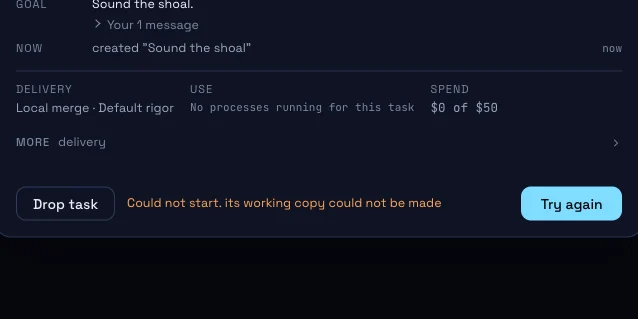 GOAL Sound the shoal.
Your 1 message
NOW created "Sound the shoal" now
DELIVERY USE SPEND
Local merge · Default rigor No processes running for this task $0 of $50
MORE delivery
Drop task Could not start. its working copy could not be made Try again